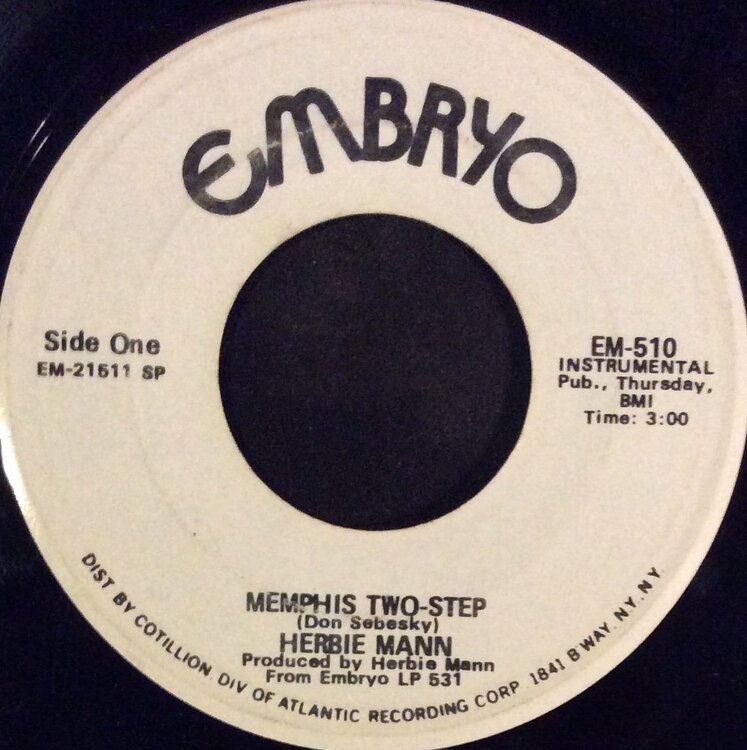 EMBRYO
Side One
EM-21511 SP
EM-510
INSTRUMENTAL
Pub., Thursday,
BMI
Time: 3:00
MEMPHIS TWO-STEP
(Don Sebesky)
HERBIE MANN
Produced by Herbie Mann
From Embryo LP 531
DIST BY COTILLION, DIV OF ATLANTIC RECORDING CORP. 1841 B'WAY. NY. NY.